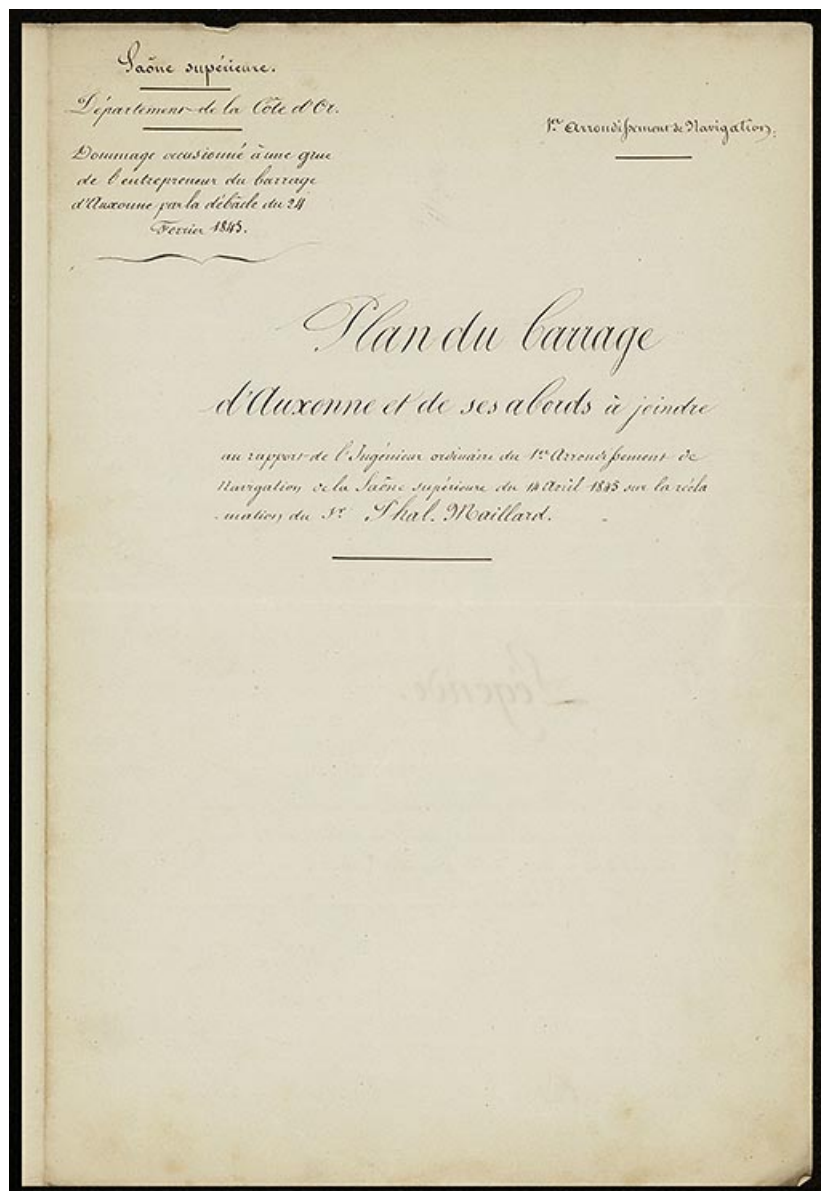 Saône supérieure.
Département de la Côte d'Or.
Dommage occasionné à une grue
de l'entrepreneur du barrage
d'Auxonne par la débâcle du 24
Fevrier 1845.
1er Arrondissement de Navigation.
Plan du barrage
d'Auxonne et de ses abords à joindre
au rapport de l'Ingénieur ordinaire du 1er Arrondissement de
Navigation de la Saône supérieure du 14 Avril 1845 sur la récla
mation du Sr Phal. Maillard.
Légende.